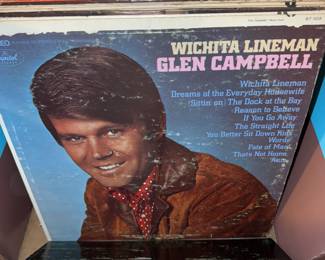 WICHITA LINEMAN
GLEN CAMPBELL
Wichita Lineman
Dreams of the Everyday Housewife
(Sittin' on) The Dock of the Bay
Reason to Believe
If You Go Away
The Straight Life
You Better Sit Down Kids
Words
Fate of Man
Thats Not Home